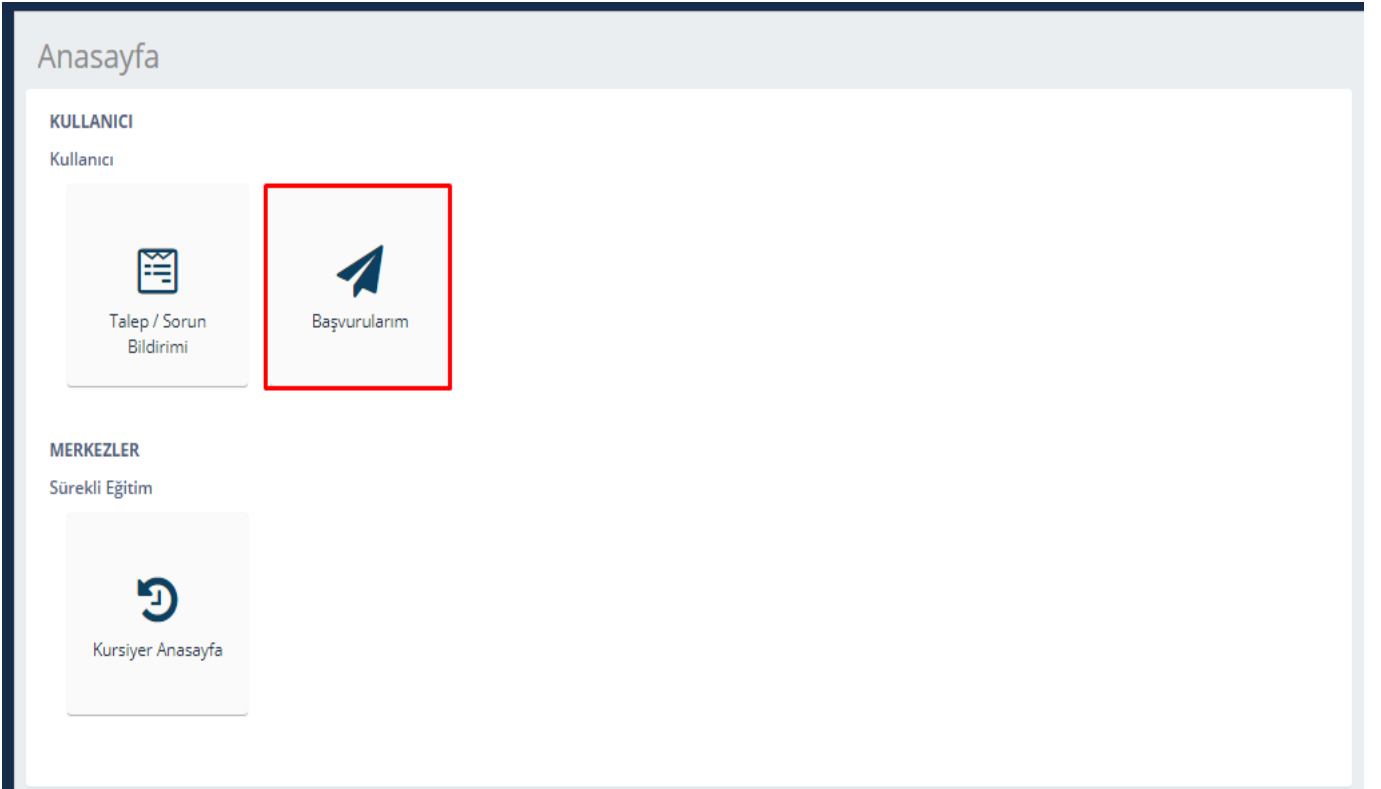 Anasayfa
KULLANICI
Kullanıcı
Talep / Sorun
Bildirimi
Başvurularım
MERKEZLER
Sürekli Eğitim
Kursiyer Anasayfa